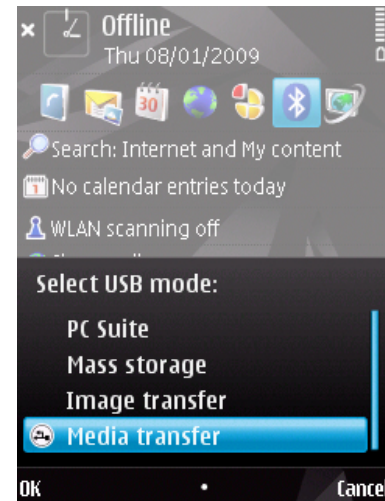 Offline
Thu 08/01/2009
30
Search: Internet and My content
No calendar entries today
WLAN scanning off
Select USB mode:
PC Suite
Mass storage
Image transfer
Media transfer
OK
Cance